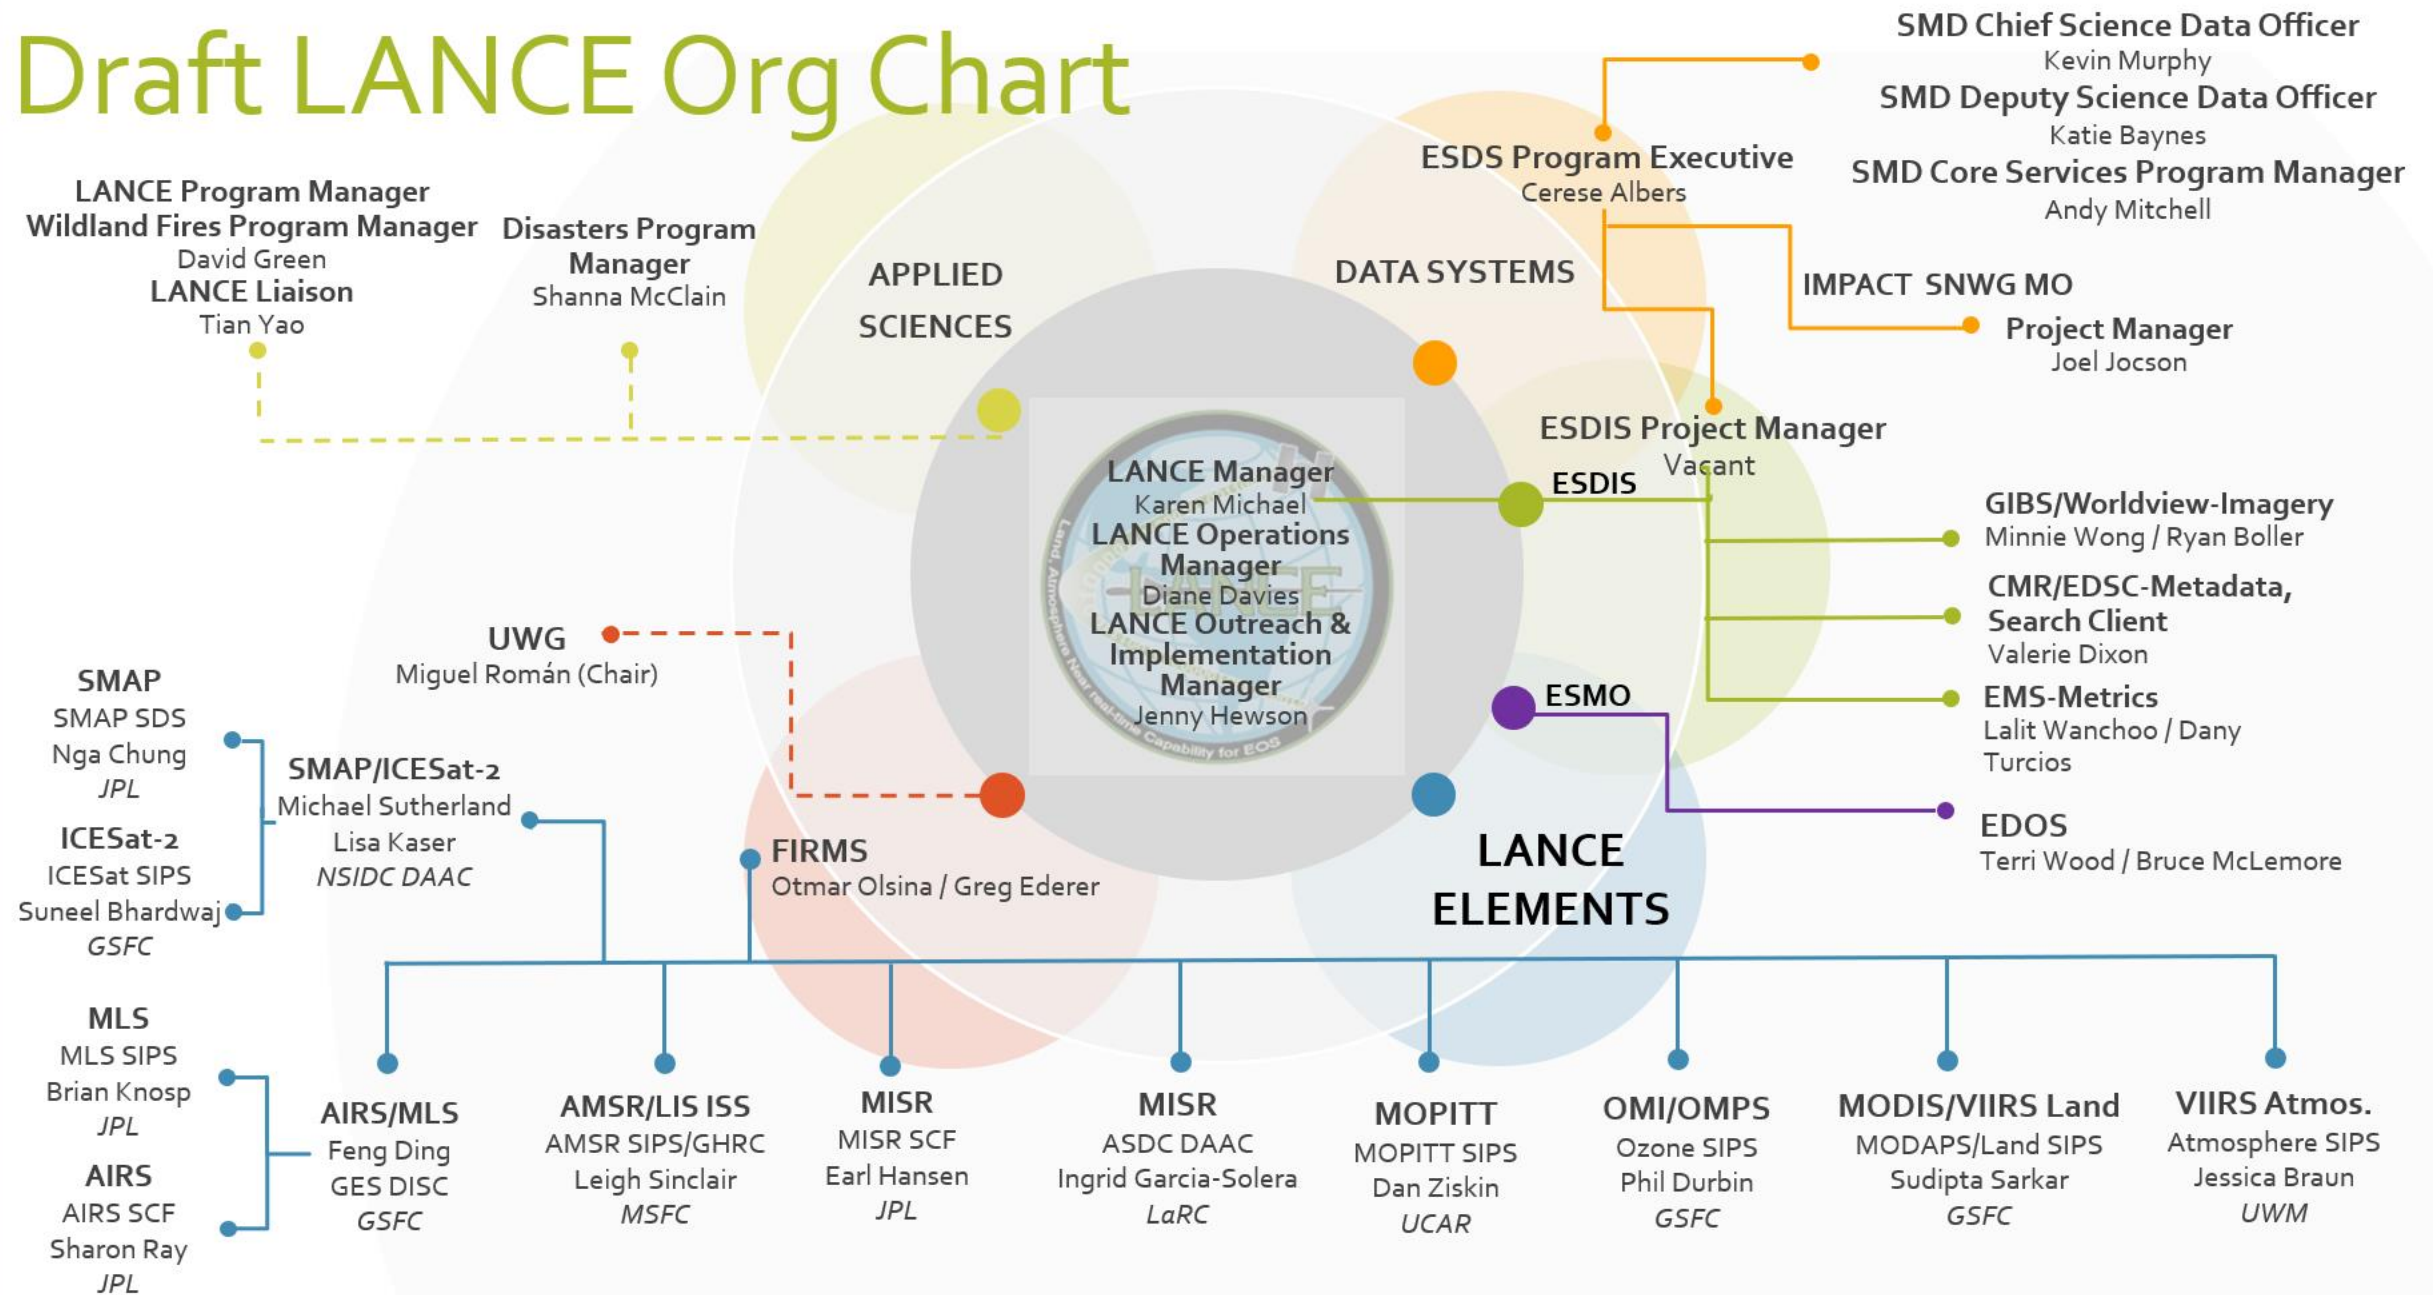 Draft LANCE Org Chart
SMD Chief Science Data Officer
Kevin Murphy
SMD Deputy Science Data Officer
Katie Baynes
SMD Core Services Program Manager
Andy Mitchell
ESDS Program Executive
Cerese Albers
LANCE Program Manager
Wildland Fires Program Manager
David Green
LANCE Liaison
Tian Yao
Disasters Program
Manager
Shanna McClain
APPLIED
SCIENCES
DATA SYSTEMS
IMPACT SNWG MO
Project Manager
Joel Jocson
ESDIS Project Manager
Vacant
ESDIS
LANCE Manager
Karen Michael
LANCE Operations
Manager
Diane Davies
LANCE Outreach &
Implementation
Manager
Jenny Hewson
LANCE
Land, Atmosphere Near real-time Capability for EOS
GIBS/Worldview-Imagery
Minnie Wong / Ryan Boller
CMR/EDSC-Metadata,
Search Client
Valerie Dixon
EMS-Metrics
Lalit Wanchoo / Dany
Turcios
ESMO
EDOS
Terri Wood / Bruce McLemore
UWG
Miguel Román (Chair)
SMAP
SMAP SDS
Nga Chung
JPL
ICESat-2
ICESat SIPS
Suneel Bhardwaj
GSFC
SMAP/ICESat-2
Michael Sutherland
Lisa Kaser
NSIDC DAAC
FIRMS
Otmar Olsina / Greg Ederer
LANCE
ELEMENTS
MLS
MLS SIPS
Brian Knosp
JPL
AIRS
AIRS SCF
Sharon Ray
JPL
AIRS/MLS
Feng Ding
GES DISC
GSFC
AMSR/LIS ISS
AMSR SIPS/GHRC
Leigh Sinclair
MSFC
MISR
MISR SCF
Earl Hansen
JPL
MISR
ASDC DAAC
Ingrid Garcia-Solera
LaRC
MOPITT
MOPITT SIPS
Dan Ziskin
UCAR
OMI/OMPS
Ozone SIPS
Phil Durbin
GSFC
MODIS/VIIRS Land
MODAPS/Land SIPS
Sudipta Sarkar
GSFC
VIIRS Atmos.
Atmosphere SIPS
Jessica Braun
UWM